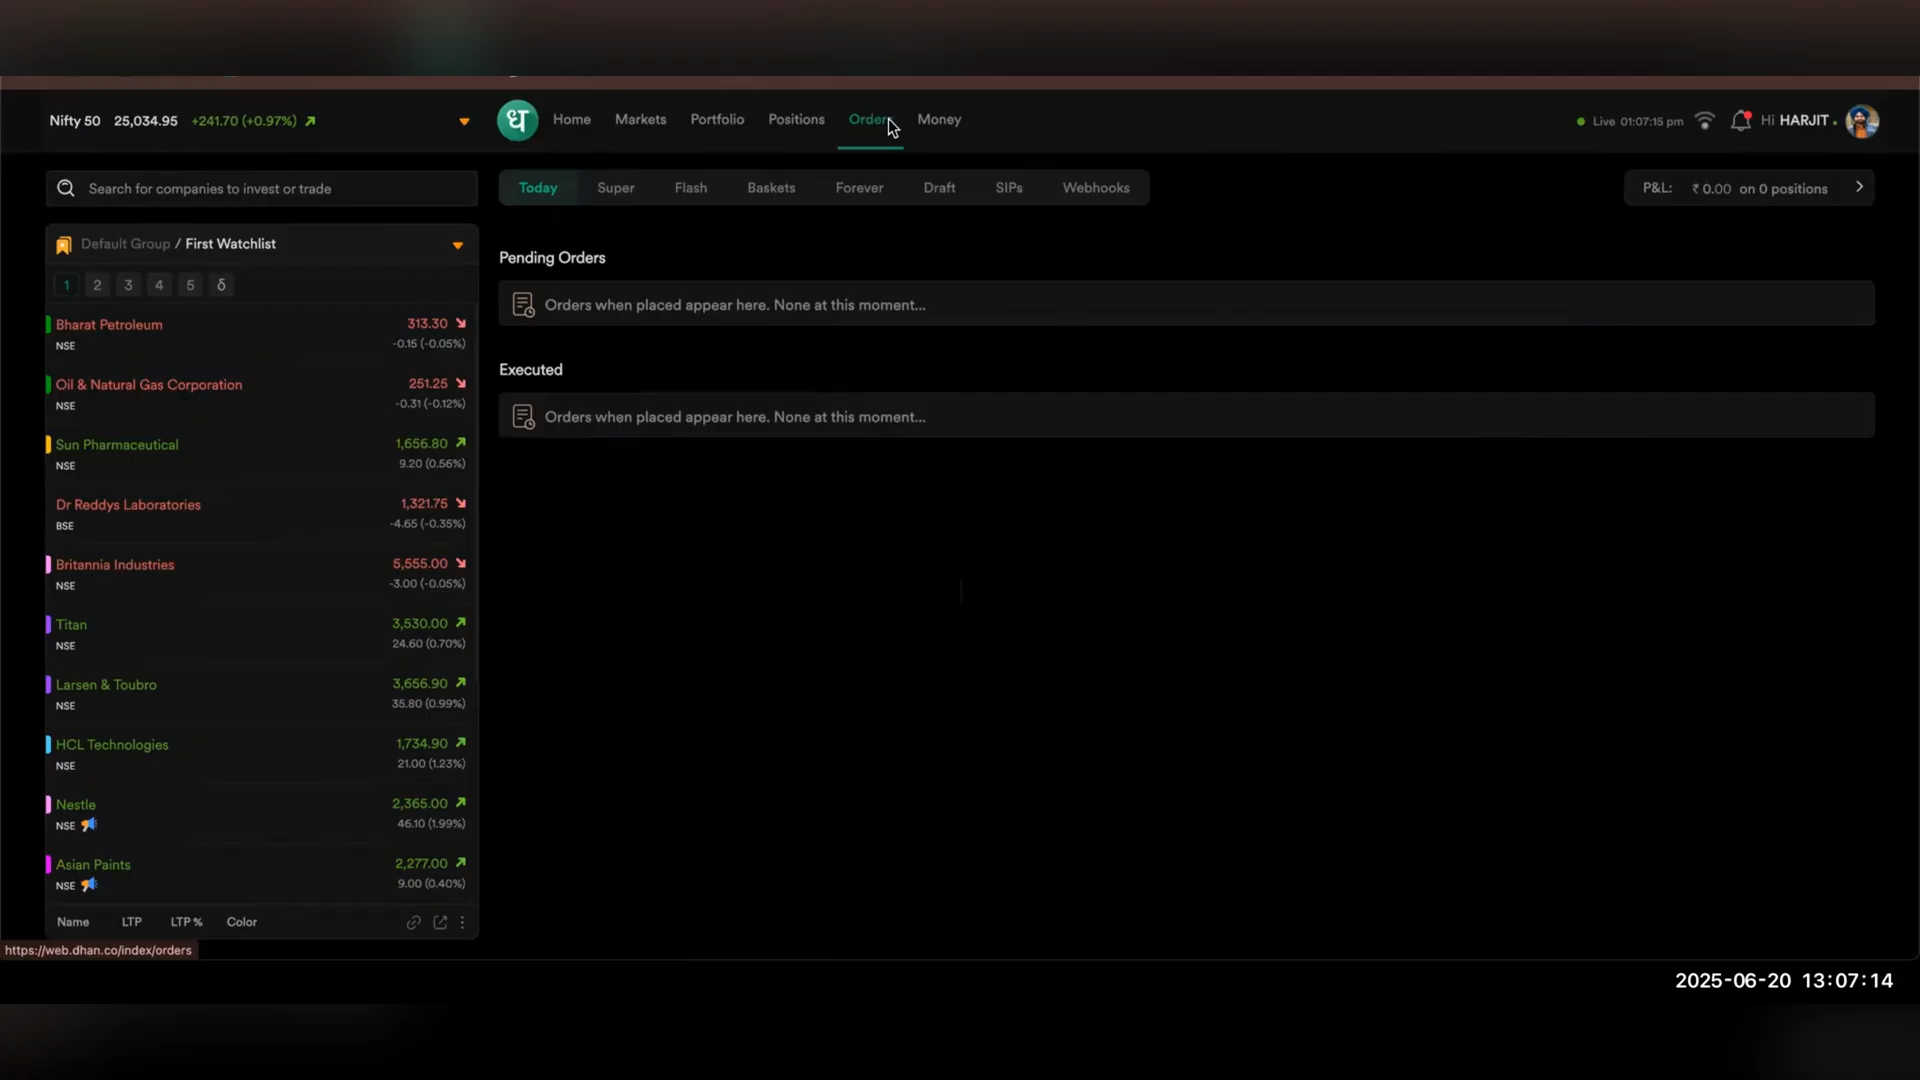 Nifty 50 25,034.95 +241.70 (+0.97%)
ध Home Markets Portfolio Positions Orders Money
Live 01:07:15 pm Hi HARJIT
Search for companies to invest or trade
Today Super Flash Baskets Forever Draft SIPs Webhooks
P&L: ₹ 0.00 on 0 positions
Default Group / First Watchlist
1 2 3 4 5 δ
Bharat Petroleum 313.30
NSE -0.15 (-0.05%)
Oil & Natural Gas Corporation 251.25
NSE -0.31 (-0.12%)
Sun Pharmaceutical 1,656.80
NSE 9.20 (0.56%)
Dr Reddys Laboratories 1,321.75
BSE -4.65 (-0.35%)
Britannia Industries 5,555.00
NSE -3.00 (-0.05%)
Titan 3,530.00
NSE 24.60 (0.70%)
Larsen & Toubro 3,656.90
NSE 35.80 (0.99%)
HCL Technologies 1,734.90
NSE 21.00 (1.23%)
Nestle 2,365.00
NSE 46.10 (1.99%)
Asian Paints 2,277.00
NSE 9.00 (0.40%)
Name LTP LTP % Color
Pending Orders
Orders when placed appear here. None at this moment...
Executed
Orders when placed appear here. None at this moment...
https://web.dhan.co/index/orders
2025-06-20 13:07:14